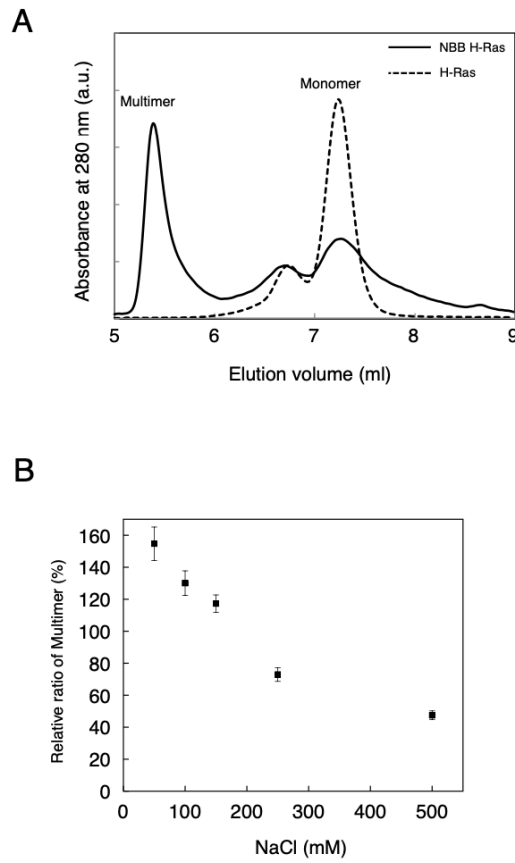 A
NBB H-Ras
H-Ras
Multimer
Monomer
Absorbance at 280 nm (a.u.)
5 6 7 8 9
Elution volume (ml)
B
Relative ratio of Multimer (%)
160
140
120
100
80
60
40
20
0
0 100 200 300 400 500
NaCl (mM)